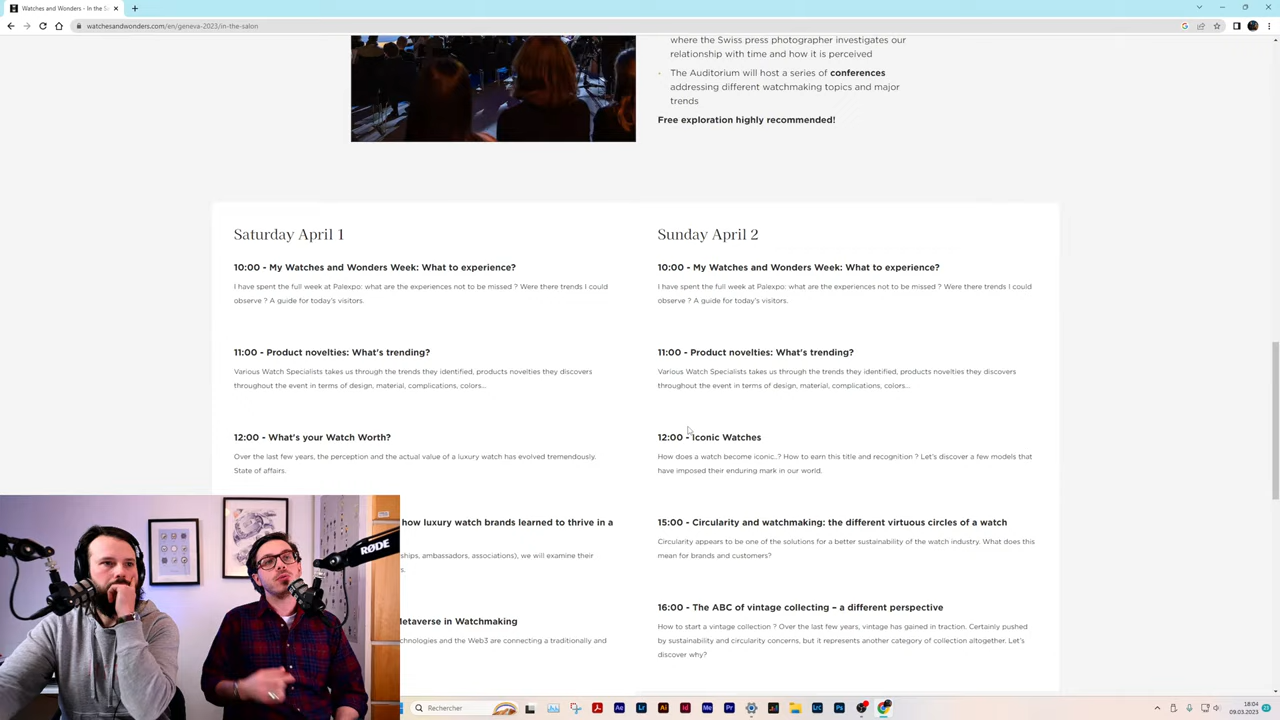 Watches and Wonders - In the Sa
watchesandwonders.com/en/geneva-2023/in-the-salon
where the Swiss press photographer investigates our
relationship with time and how it is perceived
The Auditorium will host a series of conferences
addressing different watchmaking topics and major
trends
Free exploration highly recommended!
Saturday April 1
10:00 - My Watches and Wonders Week: What to experience?
I have spent the full week at Palexpo: what are the experiences not to be missed ? Were there trends I could
observe ? A guide for today's visitors.
11:00 - Product novelties: What's trending?
Various Watch Specialists takes us through the trends they identified, products novelties they discovers
throughout the event in terms of design, material, complications, colors...
12:00 - What's your Watch Worth?
Over the last few years, the perception and the actual value of a luxury watch has evolved tremendously.
State of affairs.
how luxury watch brands learned to thrive in a
ships, ambassadors, associations), we will examine their
s.
Metaverse in Watchmaking
chnologies and the Web3 are connecting a traditionally and
Sunday April 2
10:00 - My Watches and Wonders Week: What to experience?
I have spent the full week at Palexpo: what are the experiences not to be missed ? Were there trends I could
observe ? A guide for today's visitors.
11:00 - Product novelties: What's trending?
Various Watch Specialists takes us through the trends they identified, products novelties they discovers
throughout the event in terms of design, material, complications, colors...
12:00 - Iconic Watches
How does a watch become iconic..? How to earn this title and recognition ? Let's discover a few models that
have imposed their enduring mark in our world.
15:00 - Circularity and watchmaking: the different virtuous circles of a watch
Circularity appears to be one of the solutions for a better sustainability of the watch industry. What does this
mean for brands and customers?
16:00 - The ABC of vintage collecting – a different perspective
How to start a vintage collection ? Over the last few years, vintage has gained in traction. Certainly pushed
by sustainability and circularity concerns, but it represents another category of collection altogether. Let's
discover why?
RØDE
Rechercher
Ae
Lr
Ai
Id
Me
Pr
LrC
Ps
18:04
09.03.2023